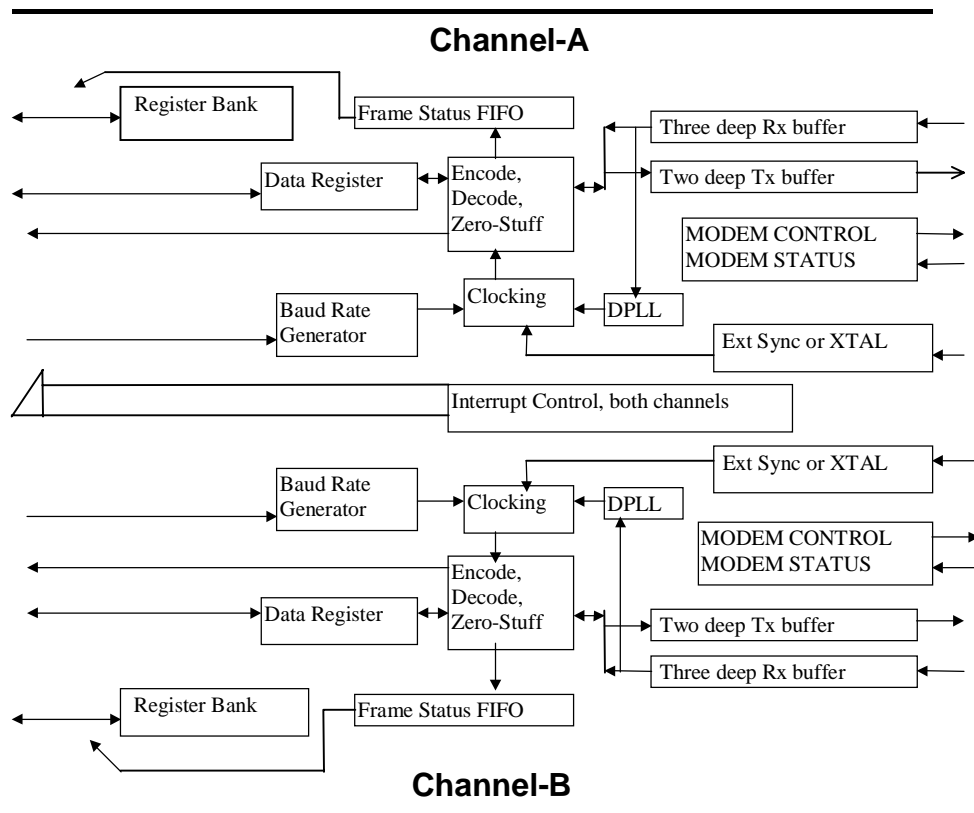 Channel-A
Register Bank
Frame Status FIFO
Three deep Rx buffer
Data Register
Encode,
Decode,
Zero-Stuff
Two deep Tx buffer
MODEM CONTROL
MODEM STATUS
Baud Rate
Generator
Clocking
DPLL
Ext Sync or XTAL
Interrupt Control, both channels
Ext Sync or XTAL
Baud Rate
Generator
Clocking
DPLL
MODEM CONTROL
MODEM STATUS
Encode,
Decode,
Zero-Stuff
Data Register
Two deep Tx buffer
Three deep Rx buffer
Register Bank
Frame Status FIFO
Channel-B